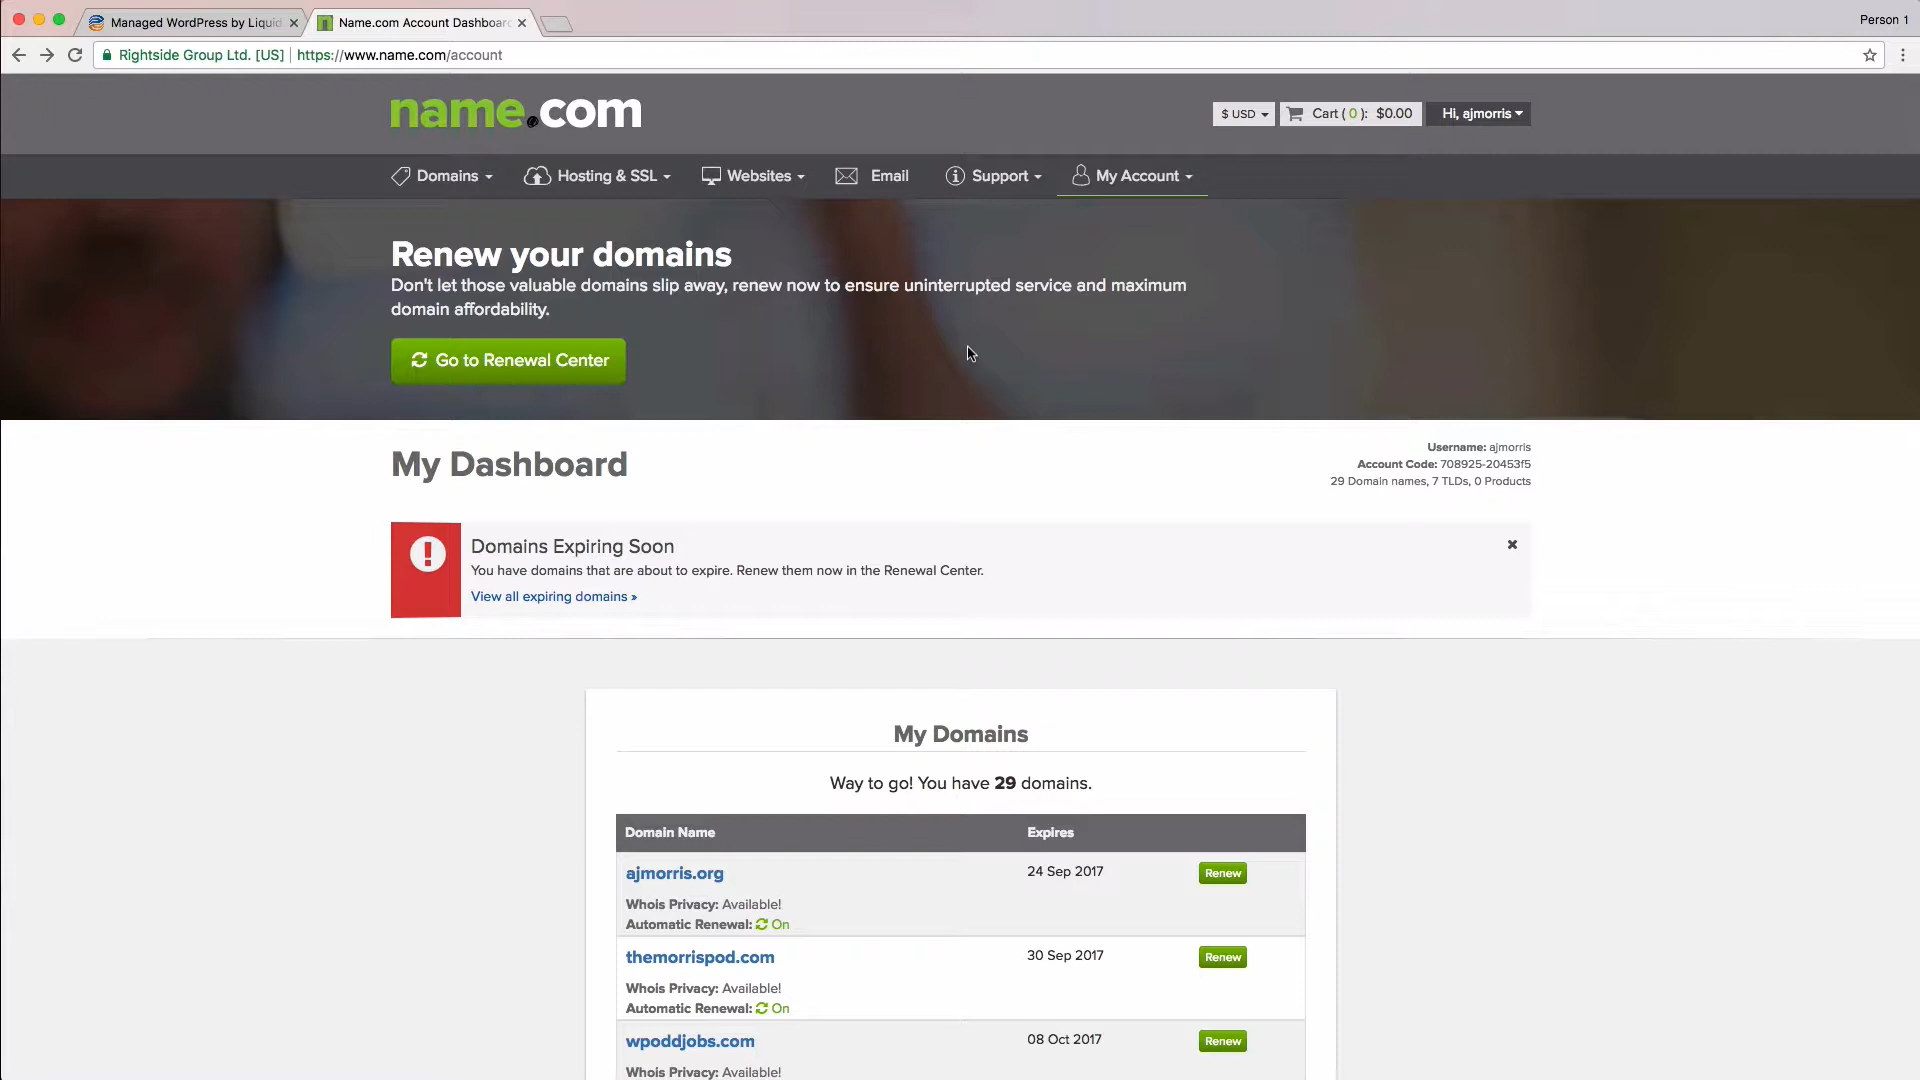 Managed WordPress by Liquid
Name.com Account Dashboar
Person 1
Rightside Group Ltd. [US] https://www.name.com/account
name.com
$ USD
Cart ( 0 ): $0.00
Hi, ajmorris
Domains
Hosting & SSL
Websites
Email
Support
My Account
Renew your domains
Don't let those valuable domains slip away, renew now to ensure uninterrupted service and maximum
domain affordability.
Go to Renewal Center
My Dashboard
Username: ajmorris
Account Code: 708925-20453f5
29 Domain names, 7 TLDs, 0 Products
Domains Expiring Soon
You have domains that are about to expire. Renew them now in the Renewal Center.
View all expiring domains »
My Domains
Way to go! You have 29 domains.
Domain Name Expires
ajmorris.org 24 Sep 2017 Renew
Whois Privacy: Available!
Automatic Renewal: On
themorrispod.com 30 Sep 2017 Renew
Whois Privacy: Available!
Automatic Renewal: On
wpoddjobs.com 08 Oct 2017 Renew
Whois Privacy: Available!